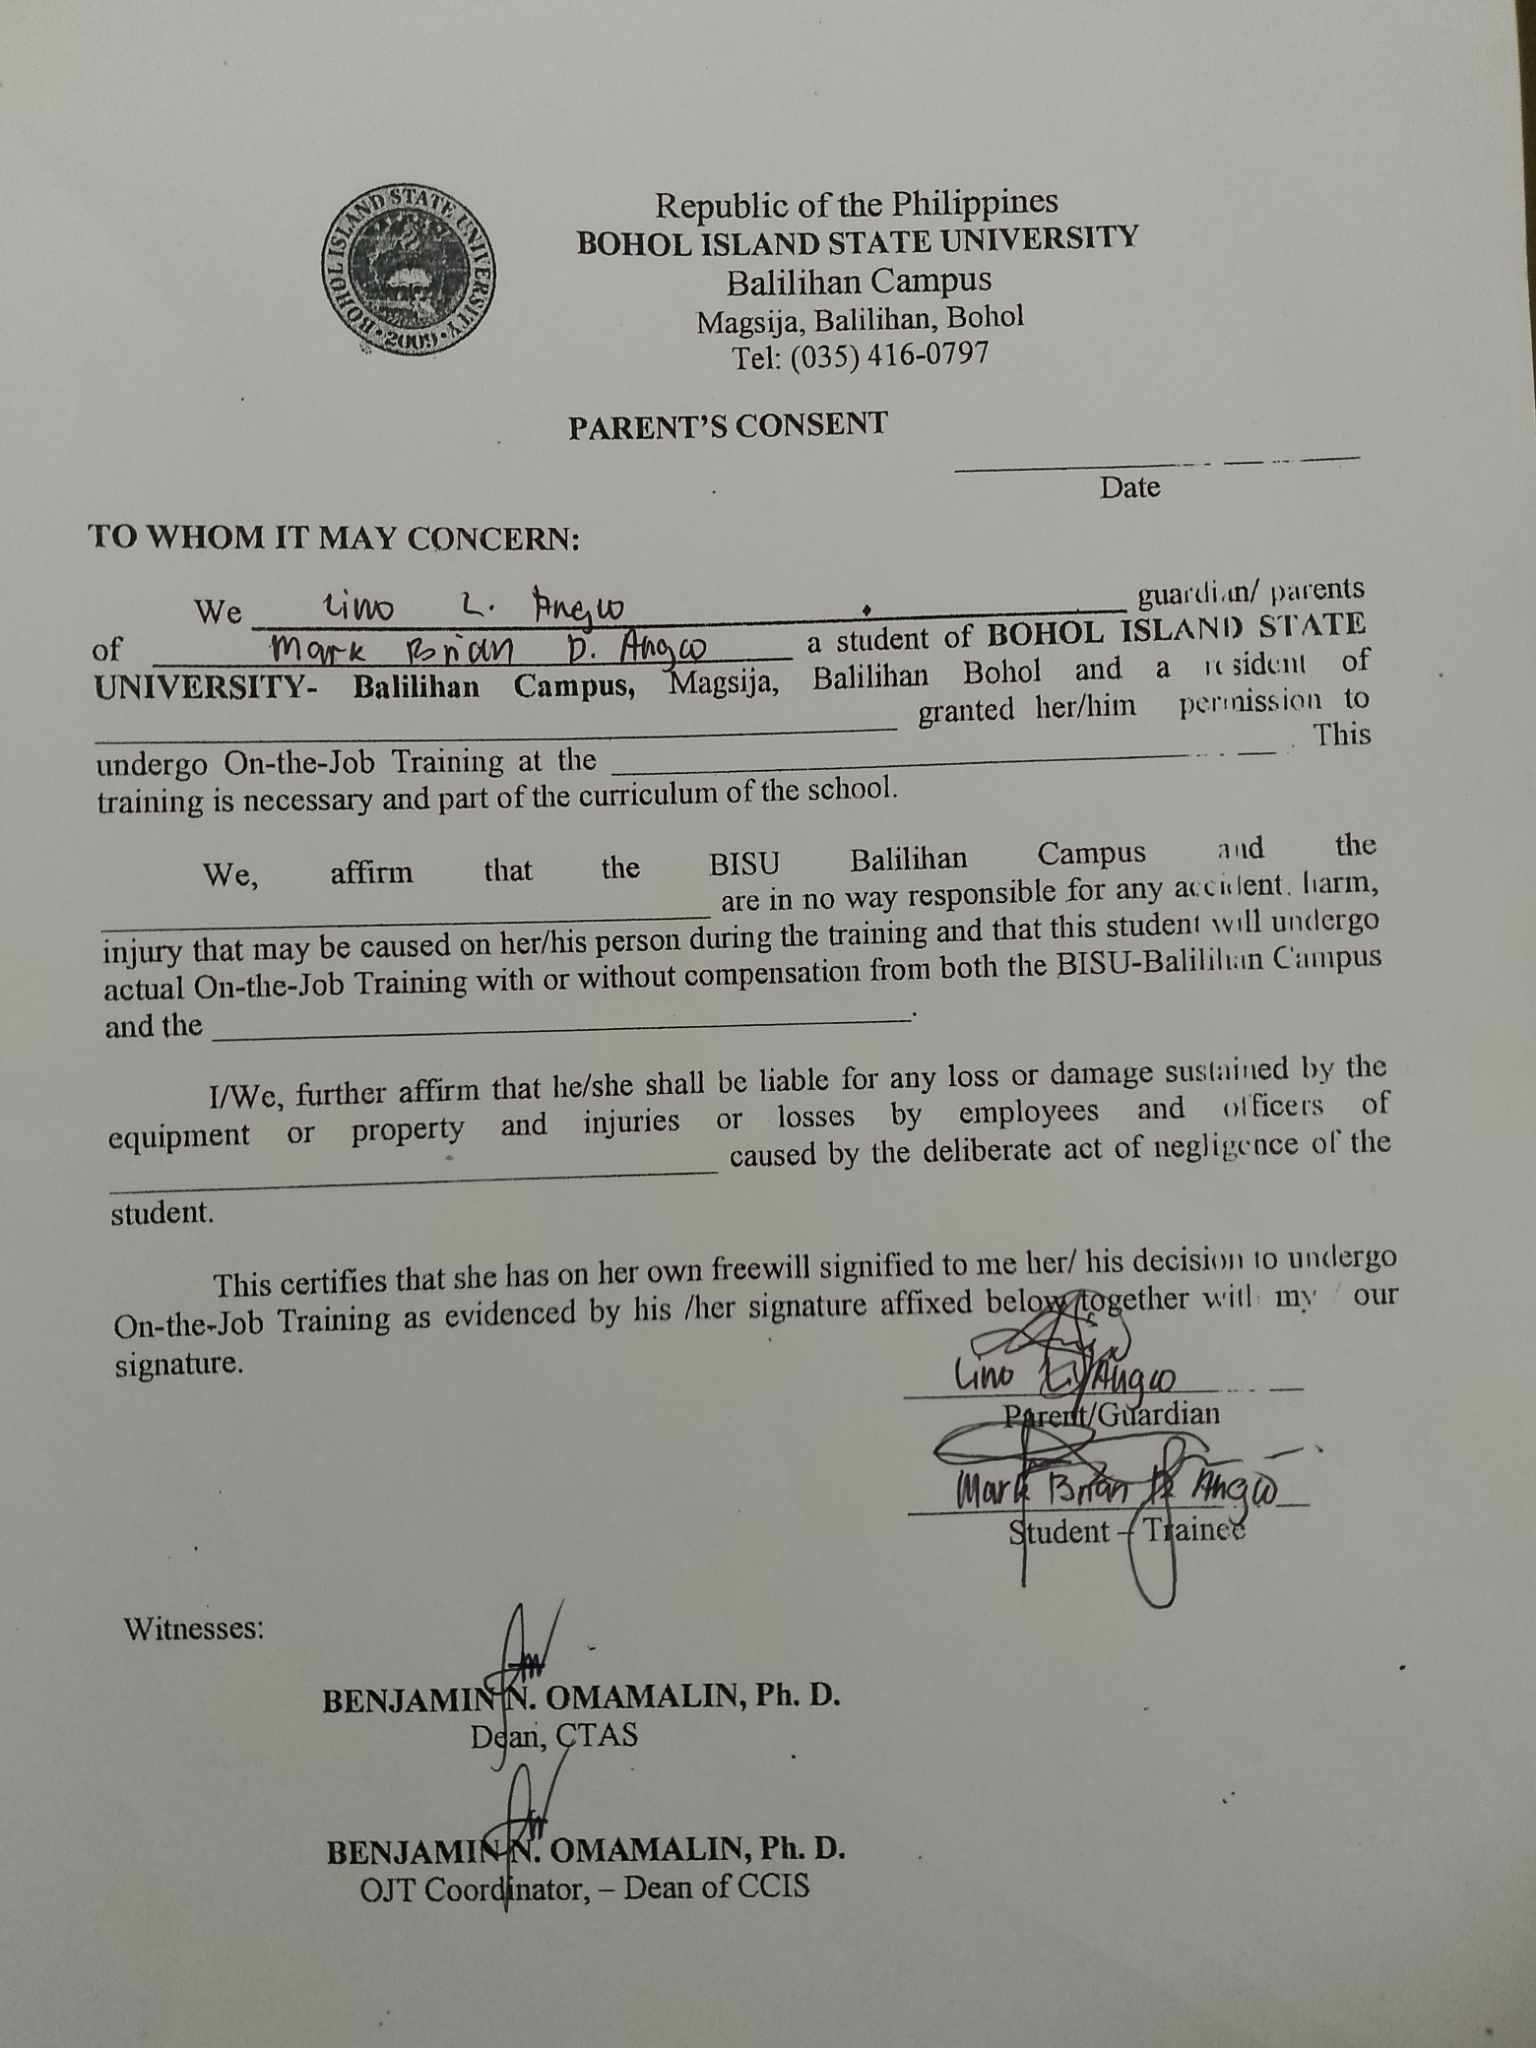 BOHOL ISLAND STATE UNIVERSITY
2009
Republic of the Philippines
BOHOL ISLAND STATE UNIVERSITY
Balilihan Campus
Magsija, Balilihan, Bohol
Tel: (035) 416-0797
PARENT'S CONSENT
Date
TO WHOM IT MAY CONCERN:
We Lino L. Angco guardian/ parents
of Mark Brian D. Angco a student of BOHOL ISLAND STATE
UNIVERSITY- Balilihan Campus, Magsija, Balilihan Bohol and a resident of
granted her/him permission to
undergo On-the-Job Training at the . This
training is necessary and part of the curriculum of the school.
We, affirm that the BISU Balilihan Campus and the
are in no way responsible for any accident, harm,
injury that may be caused on her/his person during the training and that this student will undergo
actual On-the-Job Training with or without compensation from both the BISU-Balilihan Campus
and the .
I/We, further affirm that he/she shall be liable for any loss or damage sustained by the
equipment or property and injuries or losses by employees and officers of
caused by the deliberate act of negligence of the
student.
This certifies that she has on her own freewill signified to me her/ his decision to undergo
On-the-Job Training as evidenced by his /her signature affixed below together with my / our
signature.
Lino L. Angco
Parent/Guardian
Mark Brian D. Angco
Student – Trainee
Witnesses:
BENJAMIN N. OMAMALIN, Ph. D.
Dean, CTAS
BENJAMIN N. OMAMALIN, Ph. D.
OJT Coordinator, – Dean of CCIS